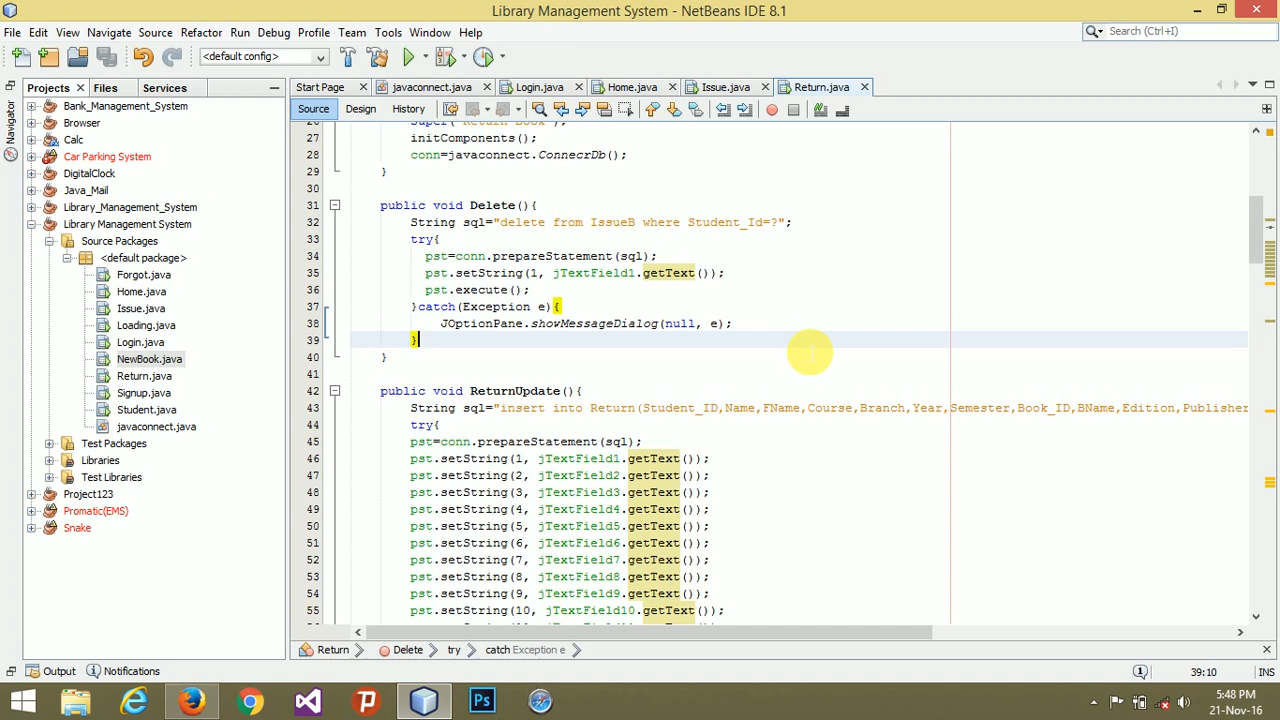 Library Management System - NetBeans IDE 8.1
File Edit View Navigate Source Refactor Run Debug Profile Team Tools Window Help
Search (Ctrl+I)
<default config>
Projects Files Services
Start Page javaconnect.java Login.java Home.java Issue.java Return.java
Navigator
Source Design History
Bank_Management_System
Browser
Calc
Car Parking System
DigitalClock
Java_Mail
Library_Management_System
Library Management System
Source Packages
<default package>
Forgot.java
Home.java
Issue.java
Loading.java
Login.java
NewBook.java
Return.java
Signup.java
Student.java
javaconnect.java
Test Packages
Libraries
Test Libraries
Project123
Promatic(EMS)
Snake
26 super("Return Book");
27 initComponents();
28 conn=javaconnect.ConnecrDb();
29 }
30
31 public void Delete(){
32 String sql="delete from IssueB where Student_Id=?";
33 try{
34 pst=conn.prepareStatement(sql);
35 pst.setString(1, jTextField1.getText());
36 pst.execute();
37 }catch(Exception e){
38 JOptionPane.showMessageDialog(null, e);
39 }
40 }
41
42 public void ReturnUpdate(){
43 String sql="insert into Return(Student_ID,Name,FName,Course,Branch,Year,Semester,Book_ID,BName,Edition,Publisher
44 try{
45 pst=conn.prepareStatement(sql);
46 pst.setString(1, jTextField1.getText());
47 pst.setString(2, jTextField2.getText());
48 pst.setString(3, jTextField3.getText());
49 pst.setString(4, jTextField4.getText());
50 pst.setString(5, jTextField5.getText());
51 pst.setString(6, jTextField6.getText());
52 pst.setString(7, jTextField7.getText());
53 pst.setString(8, jTextField8.getText());
54 pst.setString(9, jTextField9.getText());
55 pst.setString(10, jTextField10.getText());
Return Delete try catch Exception e
Output Notifications
39:10 INS
Ps
5:48 PM
21-Nov-16